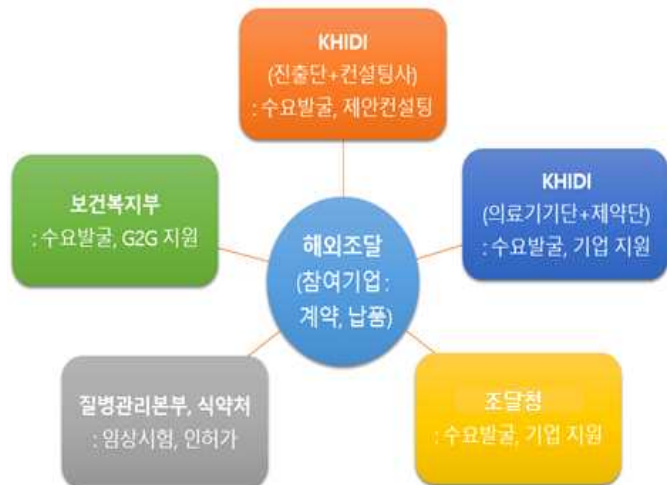 KHIDI
(진출단+컨설팅사)
: 수요발굴, 제안컨설팅
보건복지부
: 수요발굴, G2G 지원
KHIDI
(의료기기단+제약단)
: 수요발굴, 기업 지원
해외조달
(참여기업 :
계약, 납품)
질병관리본부, 식약처
: 임상시험, 인허가
조달청
: 수요발굴, 기업 지원